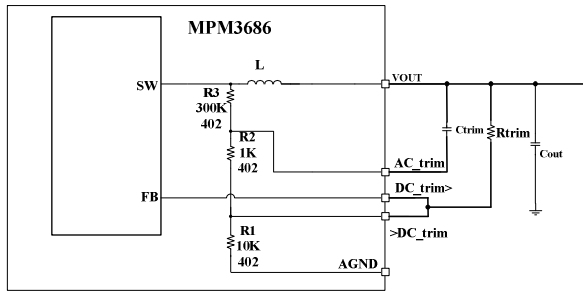 MPM3686
L
SW
VOUT
R3
300K
402
Ctrim
Rtrim
R2
1K
402
Cout
AC_trim
DC_trim>
FB
>DC_trim
R1
10K
402
AGND